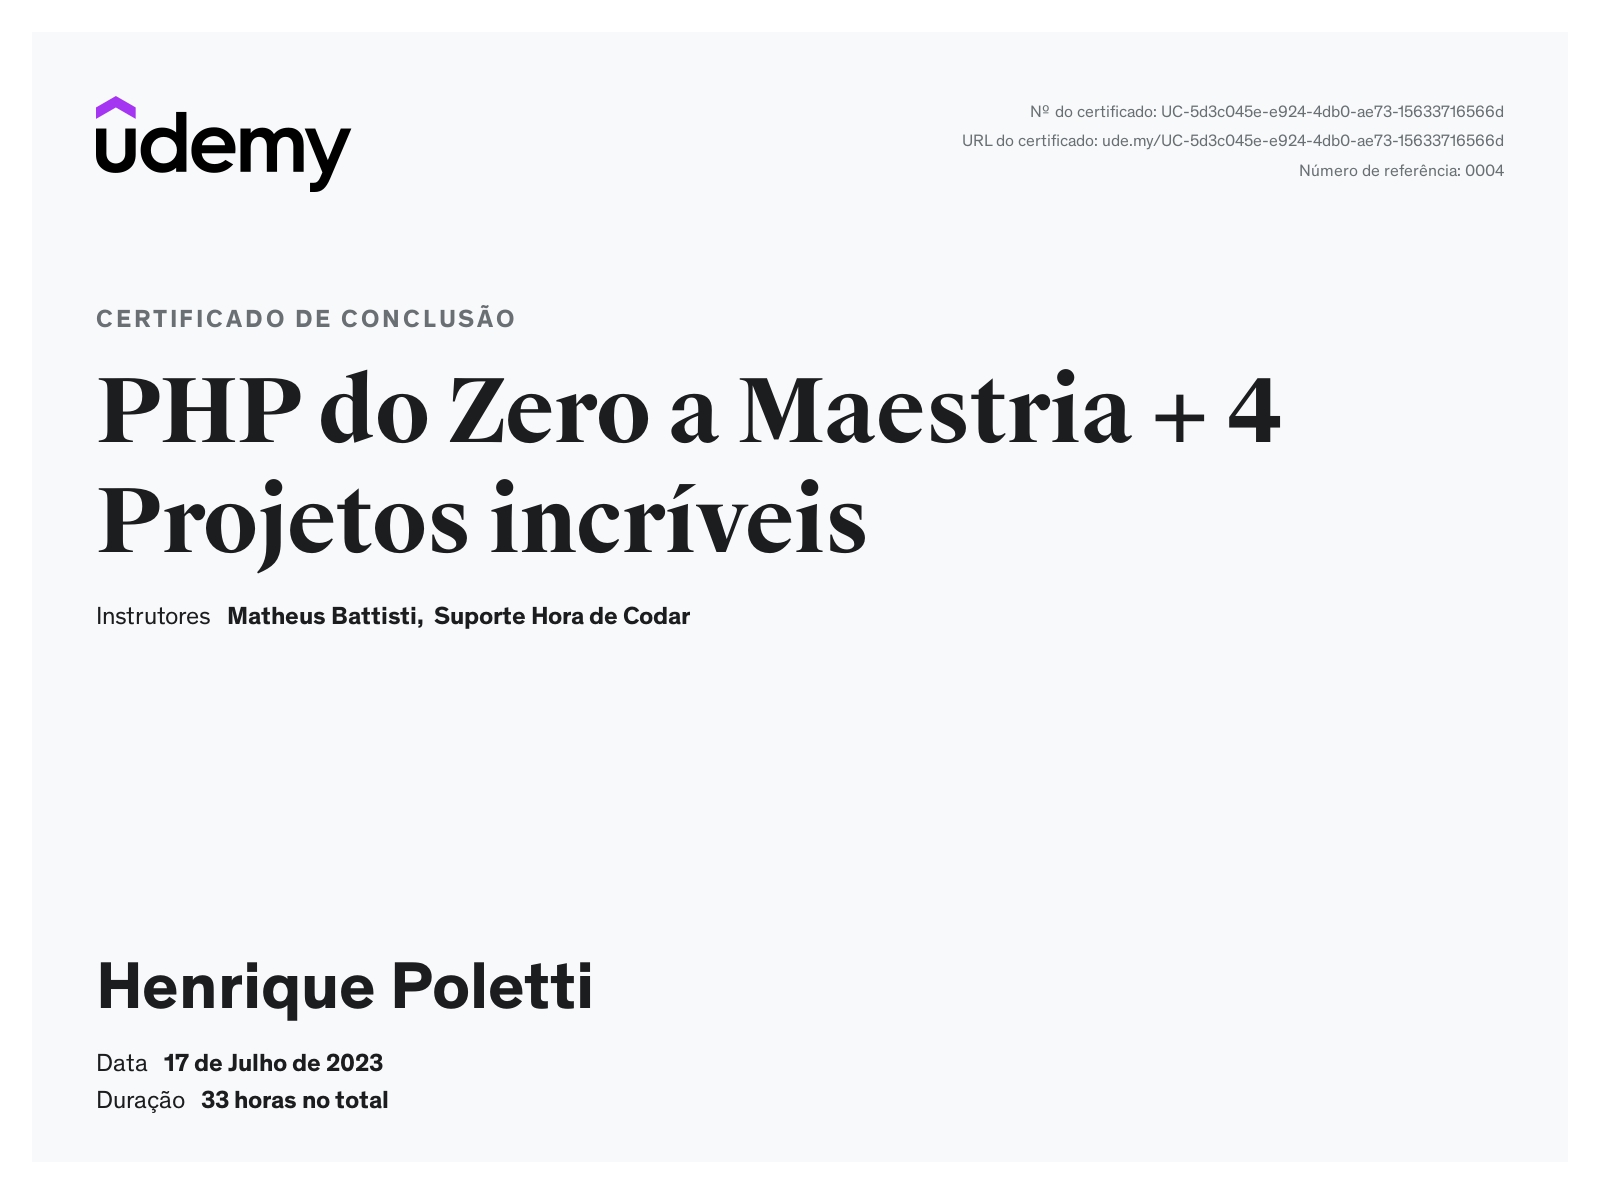 udemy
Nº do certificado: UC-5d3c045e-e924-4db0-ae73-15633716566d
URL do certificado: ude.my/UC-5d3c045e-e924-4db0-ae73-15633716566d
Número de referência: 0004
CERTIFICADO DE CONCLUSÃO
PHP do Zero a Maestria + 4
Projetos incríveis
Instrutores Matheus Battisti, Suporte Hora de Codar
Henrique Poletti
Data 17 de Julho de 2023
Duração 33 horas no total